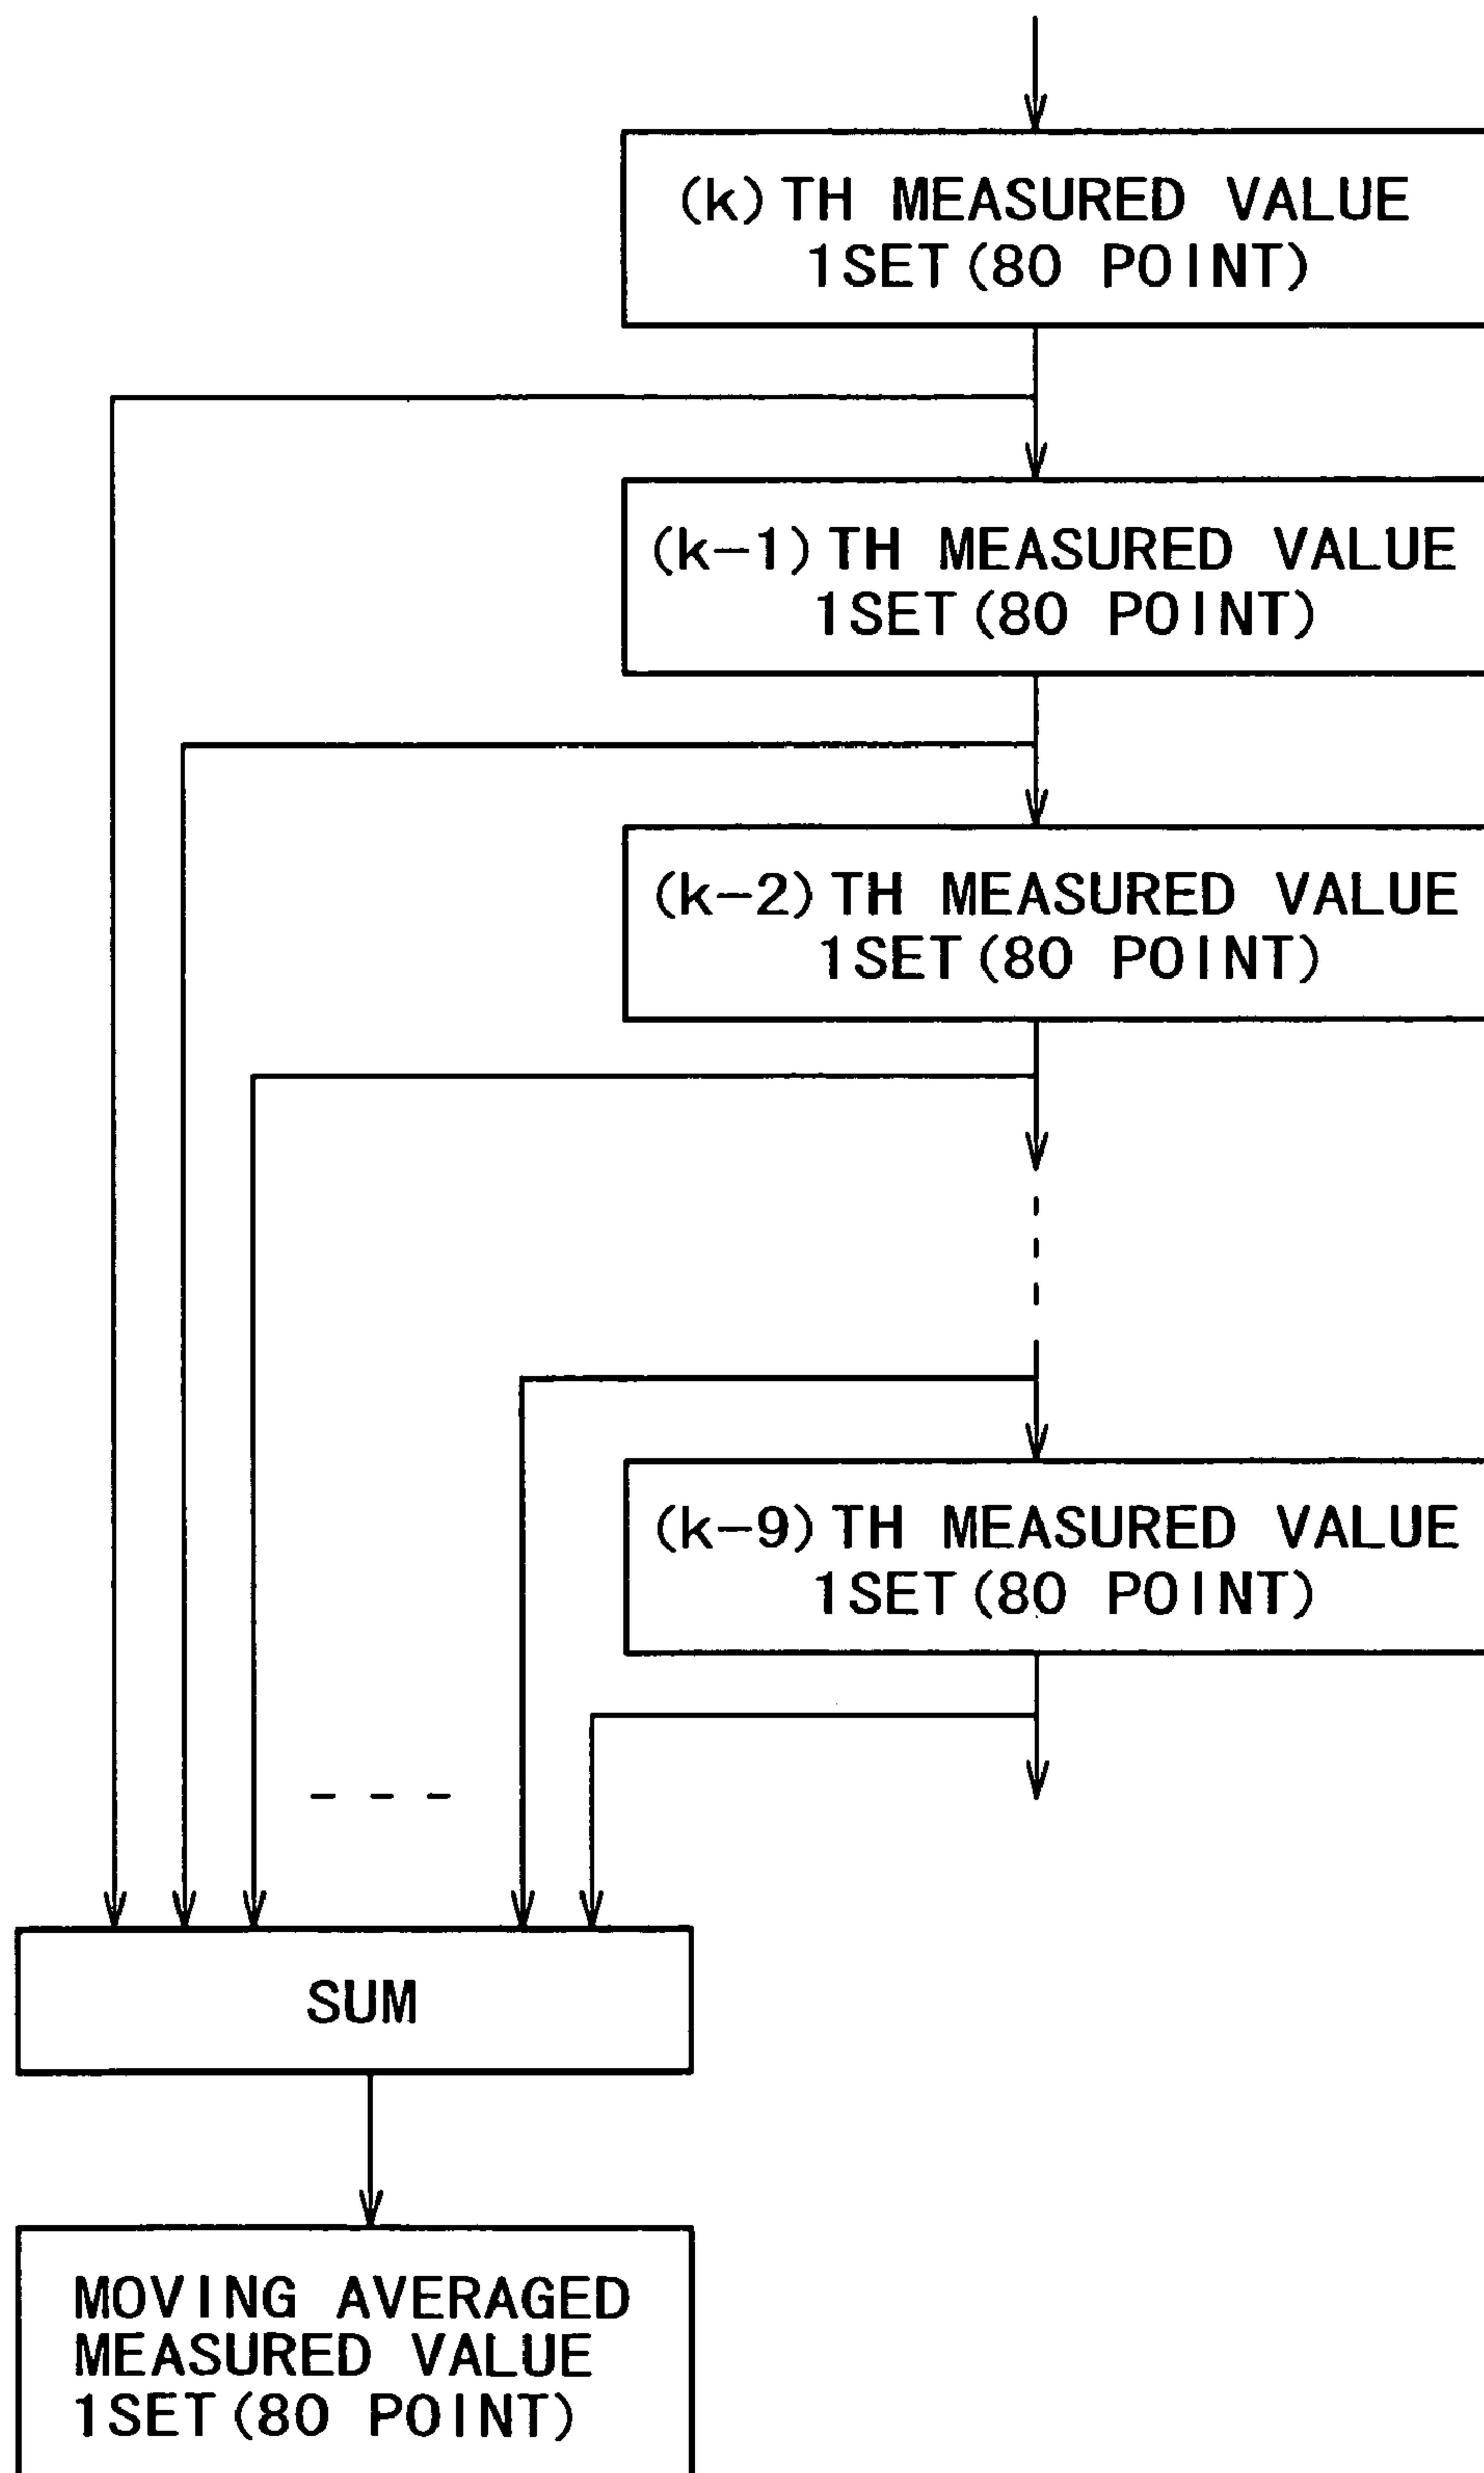 (k)TH MEASURED VALUE
1SET(80 POINT)
(k-1)TH MEASURED VALUE
1SET(80 POINT)
(k-2)TH MEASURED VALUE
1SET(80 POINT)
(k-9)TH MEASURED VALUE
1SET(80 POINT)
SUM
MOVING AVERAGED
MEASURED VALUE
1SET(80 POINT)